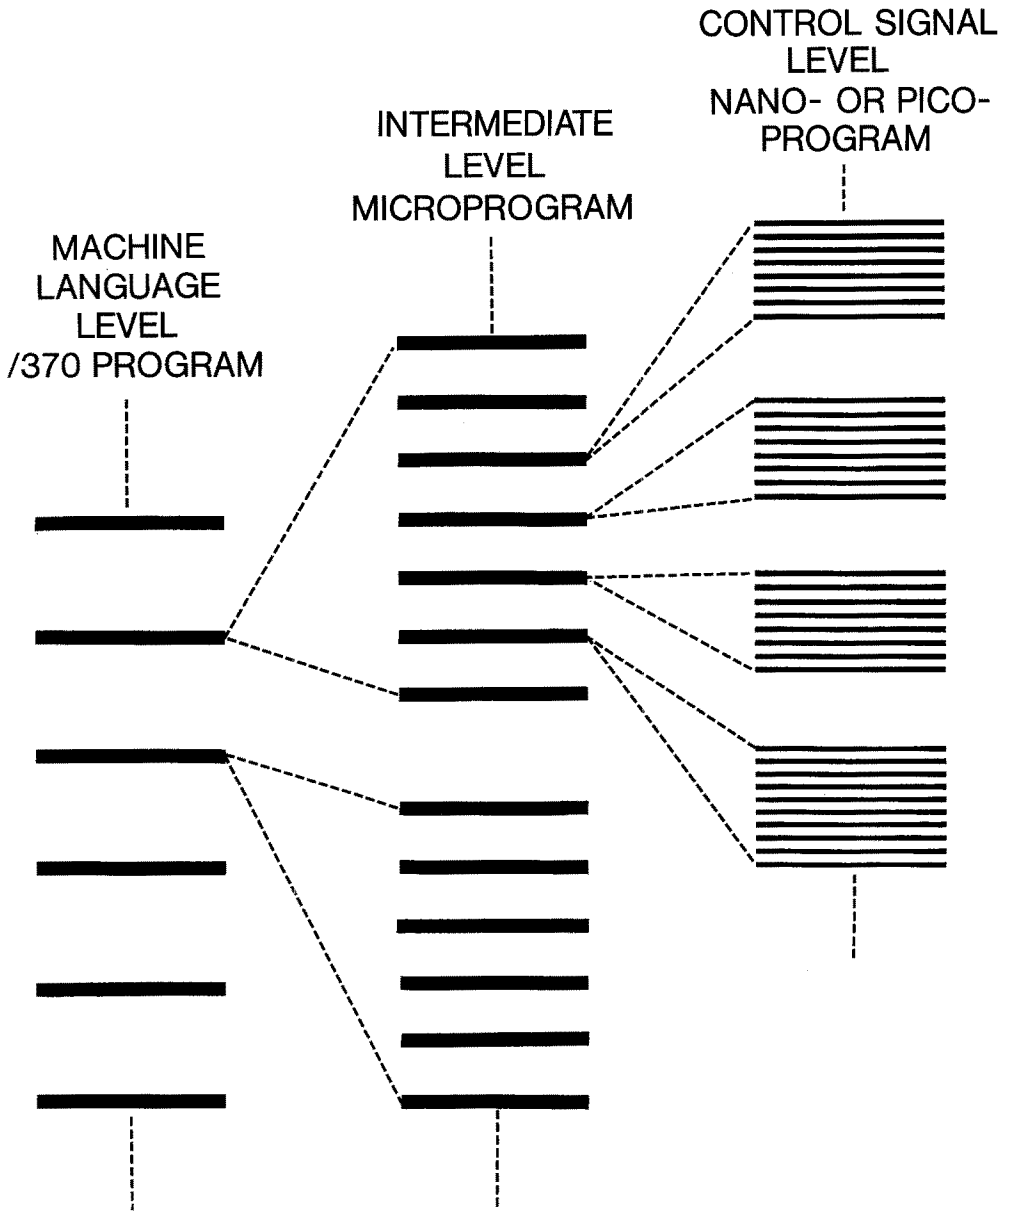 CONTROL SIGNAL
LEVEL
NANO- OR PICO-
PROGRAM
INTERMEDIATE
LEVEL
MICROPROGRAM
MACHINE
LANGUAGE
LEVEL
/370 PROGRAM